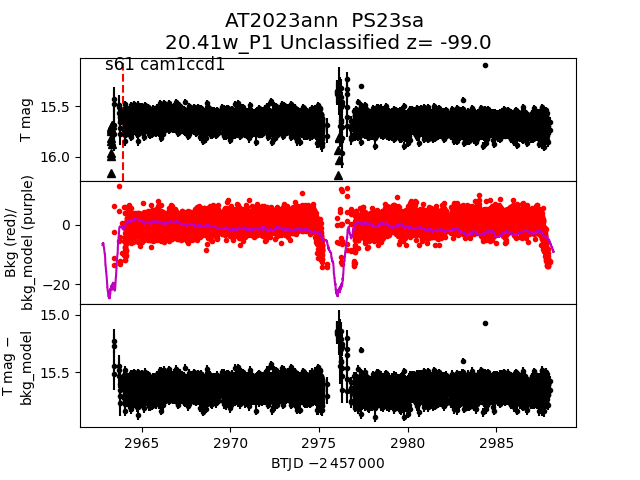 AT2023ann  PS23sa
20.41w_P1 Unclassified z= -99.0
s61 cam1ccd1
T mag
15.5
16.0
Bkg (red)/
bkg_model (purple)
0
−20
T mag −
bkg_model
15.0
15.5
2965
2970
2975
2980
2985
BTJD −2 457 000